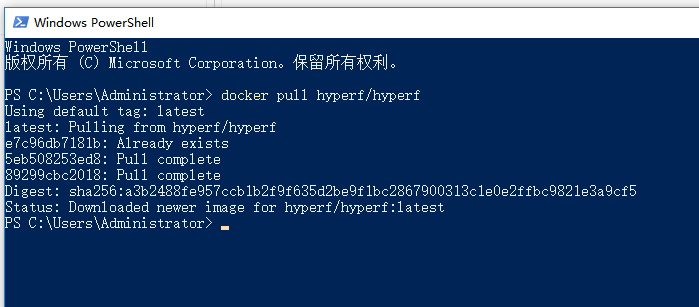 Windows PowerShell
Windows PowerShell
版权所有 (C) Microsoft Corporation。保留所有权利。
PS C:\Users\Administrator> docker pull hyperf/hyperf
Using default tag: latest
latest: Pulling from hyperf/hyperf
e7c96db7181b: Already exists
5eb508253ed8: Pull complete
89299cbc2018: Pull complete
Digest: sha256:a3b2488fe957ccb1b2f9f635d2be9f1bc2867900313c1e0e2ffbc9821e3a9cf5
Status: Downloaded newer image for hyperf/hyperf:latest
PS C:\Users\Administrator>